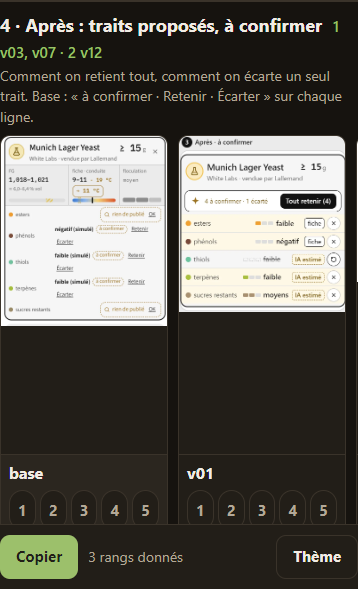 4 · Après : traits proposés, à confirmer 1
v03, v07 · 2 v12
Comment on retient tout, comment on écarte un seul
trait. Base : « à confirmer · Retenir · Écarter » sur chaque
ligne.
Munich Lager Yeast ≥ 15 g ×
White Labs · vendue par Lallemand
FG
1,018–1,021
fiche · conduite
9–11 · 19 °C
~ 11 °C
floculation
moyen
esters
rien de publié OK
phénols
négatif (simulé) à confirmer Retenir
Écarter
thiols
faible (simulé) à confirmer Retenir
Écarter
terpènes
faible (simulé) à confirmer Retenir
Écarter
sucres restants
rien de publié OK
base
1 2 3 4 5
3 Après · à confirmer
Munich Lager Yeast ≥ 15 g
White Labs · vendue par Lallemand
4 à confirmer · 1 écarté Tout retenir (4)
esters faible fiche ×
phénols négatif fiche ×
thiols faible IA estimé
terpènes faible IA estimé ×
sucres restants moyens IA estimé ×
v01
1 2 3 4 5
Copier 3 rangs donnés Thème